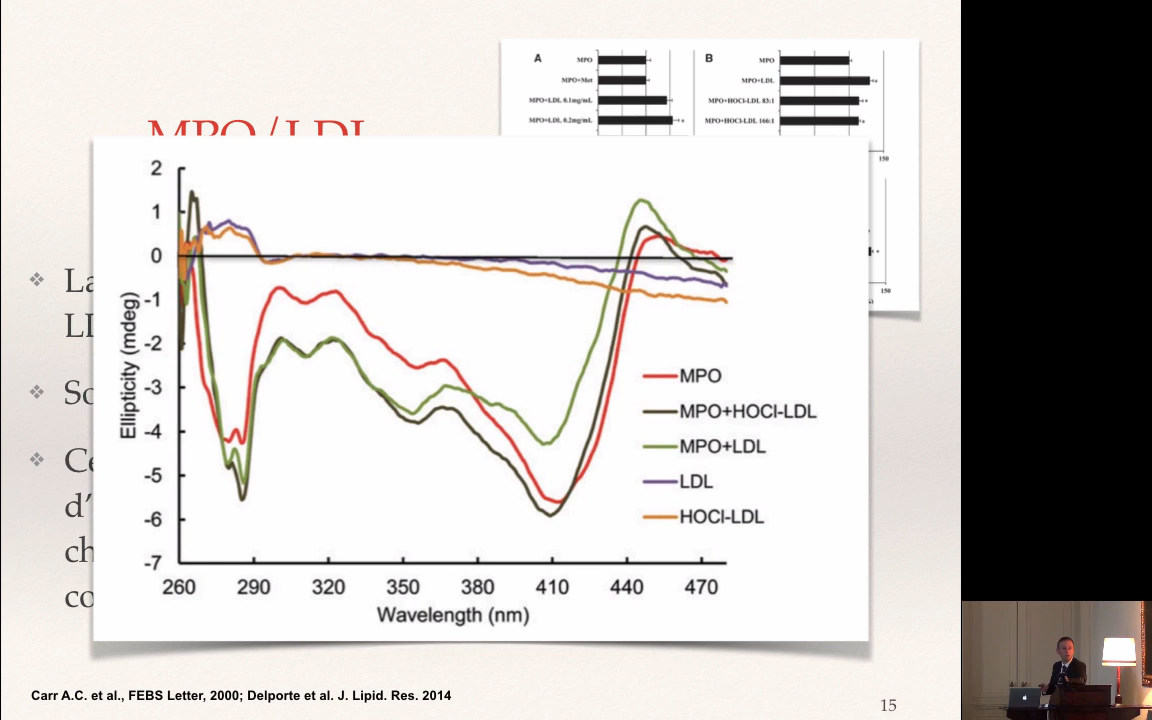 MPO/LDL
A
MPO
MPO+Met
MPO+LDL 0.1mg/mL
MPO+LDL 0.2mg/mL
B
MPO
MPO+LDL
MPO+HOCl-LDL 83:1
MPO+HOCl-LDL 166:1
150
150
2
1
0
-1
-2
-3
-4
-5
-6
-7
Ellipticity (mdeg)
260 290 320 350 380 410 440 470
Wavelength (nm)
MPO
MPO+HOCl-LDL
MPO+LDL
LDL
HOCl-LDL
La
So
Ce
d'
ch
co
Carr A.C. et al., FEBS Letter, 2000; Delporte et al. J. Lipid. Res. 2014
15